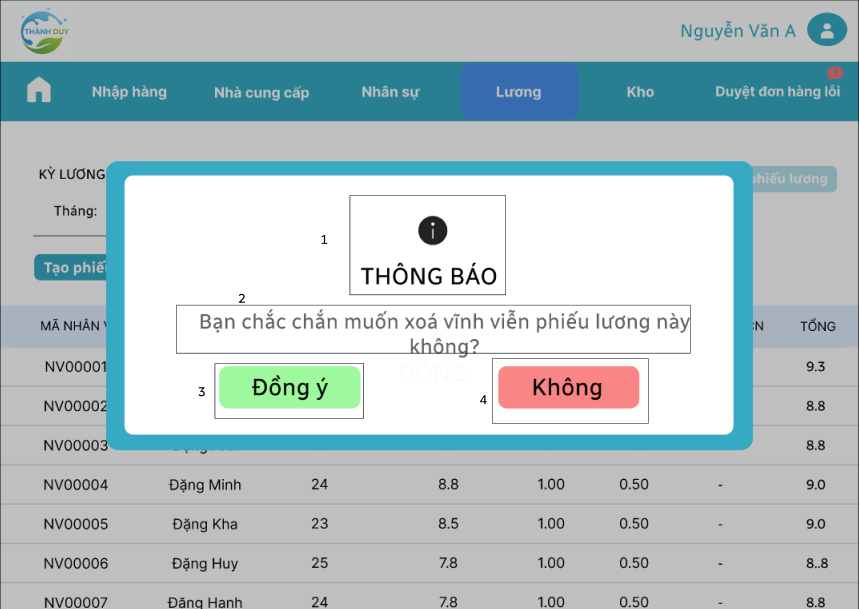 THÀNH DUY
Nguyễn Văn A
Nhập hàng Nhà cung cấp Nhân sự Lương Kho Duyệt đơn hàng lỗi
KỲ LƯƠNG
phiếu lương
Tháng:
1
THÔNG BÁO
Tạo phiế
2
Bạn chắc chắn muốn xoá vĩnh viễn phiếu lương này
không?
MÃ NHÂN TỔNG
ĐÓNG
3 Đồng ý 4 Không
NV00001 9.3
NV00002 8.8
NV00003 8.8
NV00004 Đặng Minh 24 8.8 1.00 0.50 - 9.0
NV00005 Đặng Kha 23 8.5 1.00 0.50 - 9.0
NV00006 Đặng Huy 25 7.8 1.00 0.50 - 8..8
NV00007 Đặng Hanh 24 7.8 1.00 0.50 - 8.8